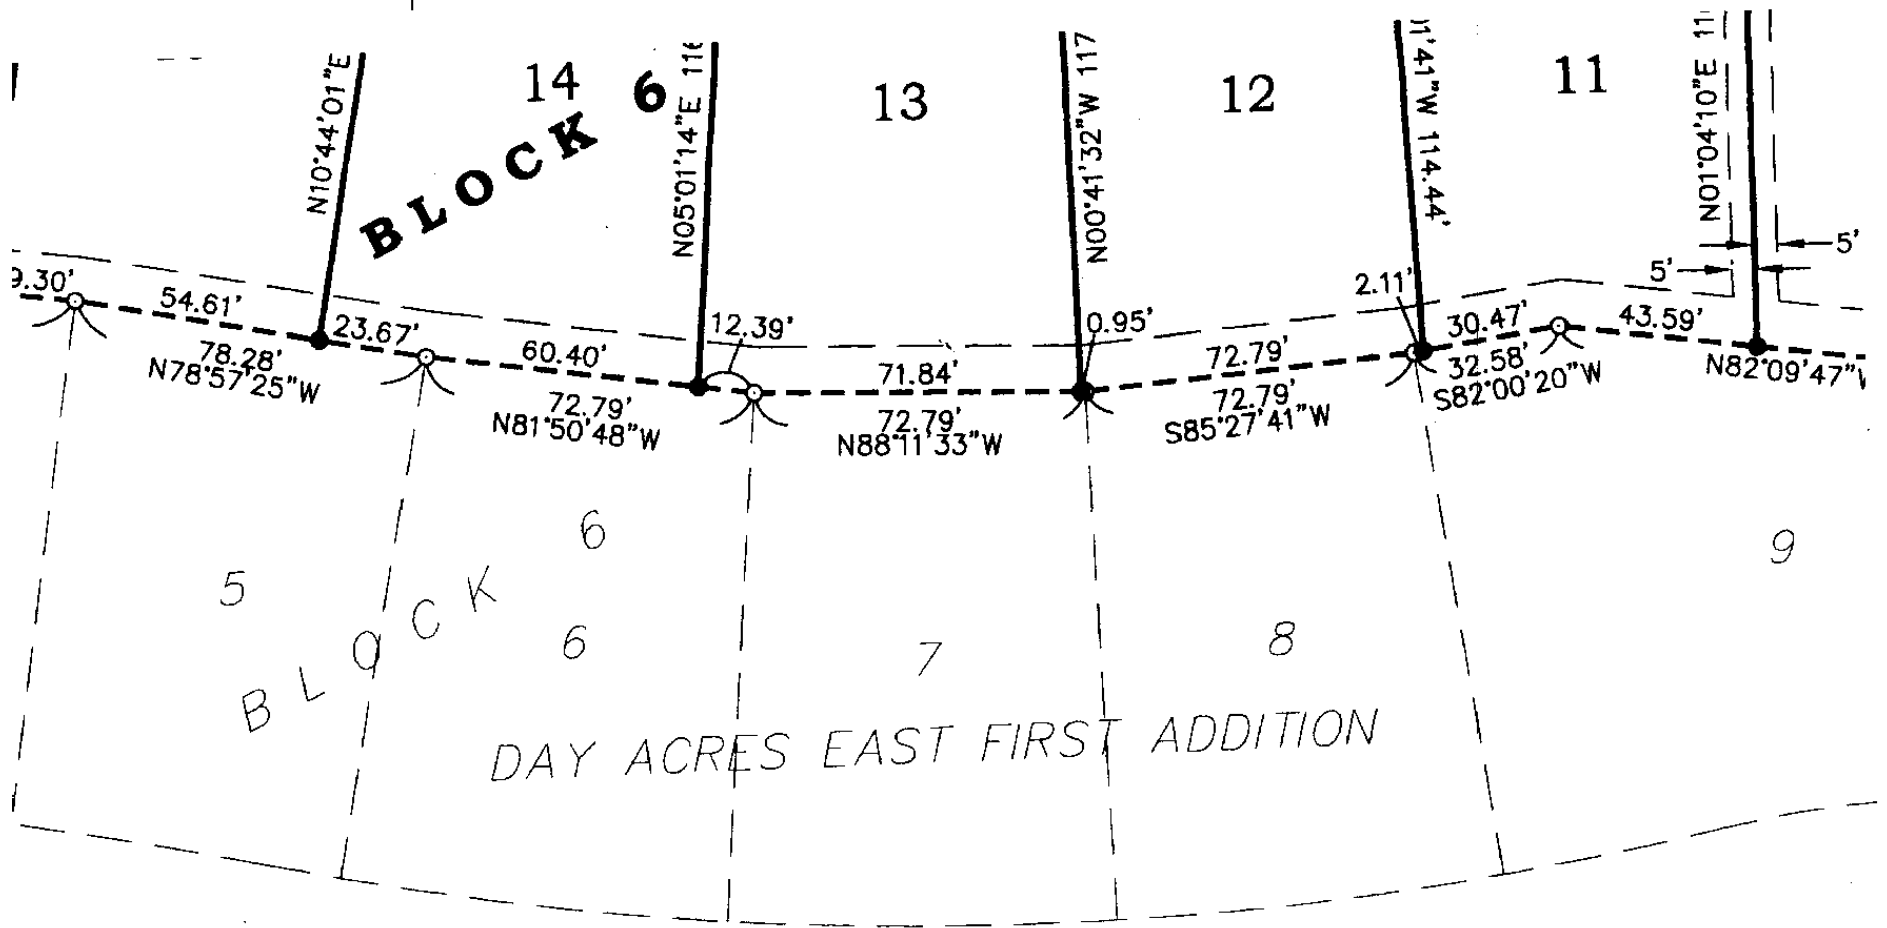 14
BLOCK 6
13
12
11
N10°44'01"E
N05°01'14"E 116
N00°41'32"W 117
1'41"W 114.44'
N01°04'10"E 11
5'
5'
9.30'
54.61'
78.28'
N78°57'25"W
23.67'
60.40'
72.79'
N81°50'48"W
12.39'
71.84'
72.79'
N88°11'33"W
0.95'
72.79'
72.79'
S85°27'41"W
2.11'
30.47'
32.58'
S82°00'20"W
43.59'
N82°09'47"W
5
BLOCK 6
6
7
8
9
DAY ACRES EAST FIRST ADDITION